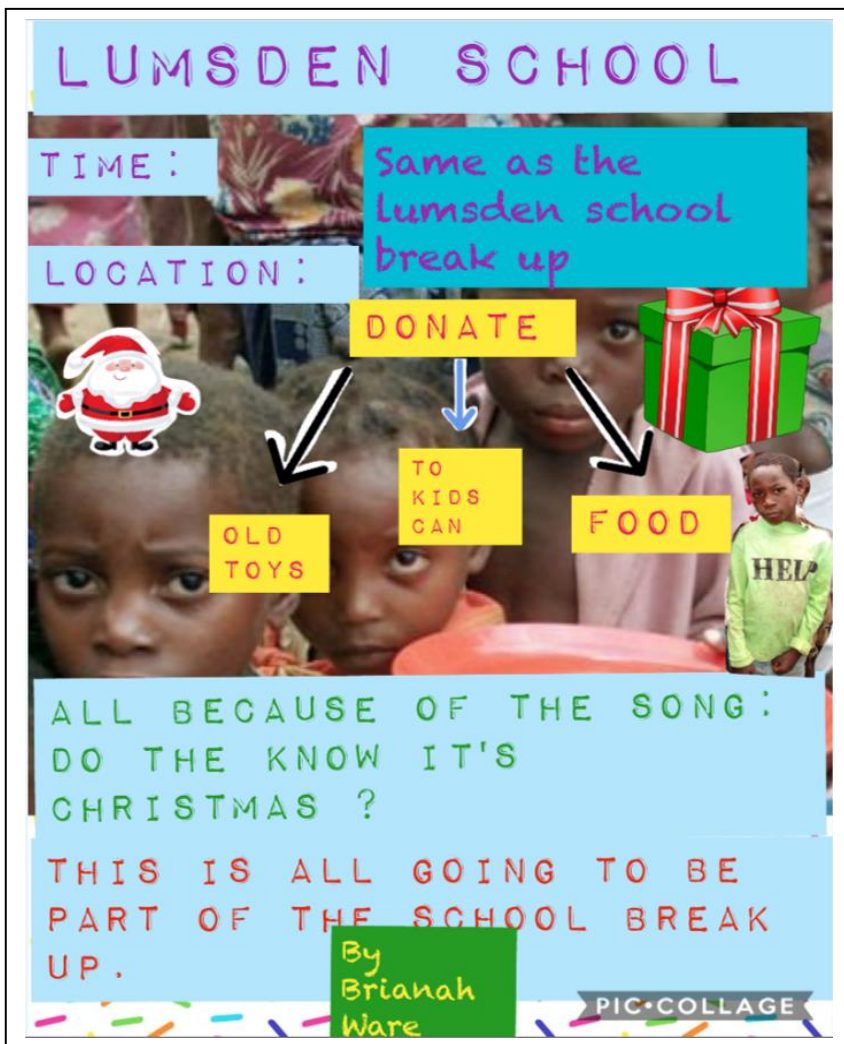 LUMSDEN SCHOOL
TIME:
Same as the
lumsden school
break up
LOCATION:
DONATE
OLD
TOYS
TO
KIDS
CAN
FOOD
HELP
ALL BECAUSE OF THE SONG:
DO THE KNOW IT'S
CHRISTMAS ?
THIS IS ALL GOING TO BE
PART OF THE SCHOOL BREAK
UP.
By
Brianah
Ware
PIC•COLLAGE